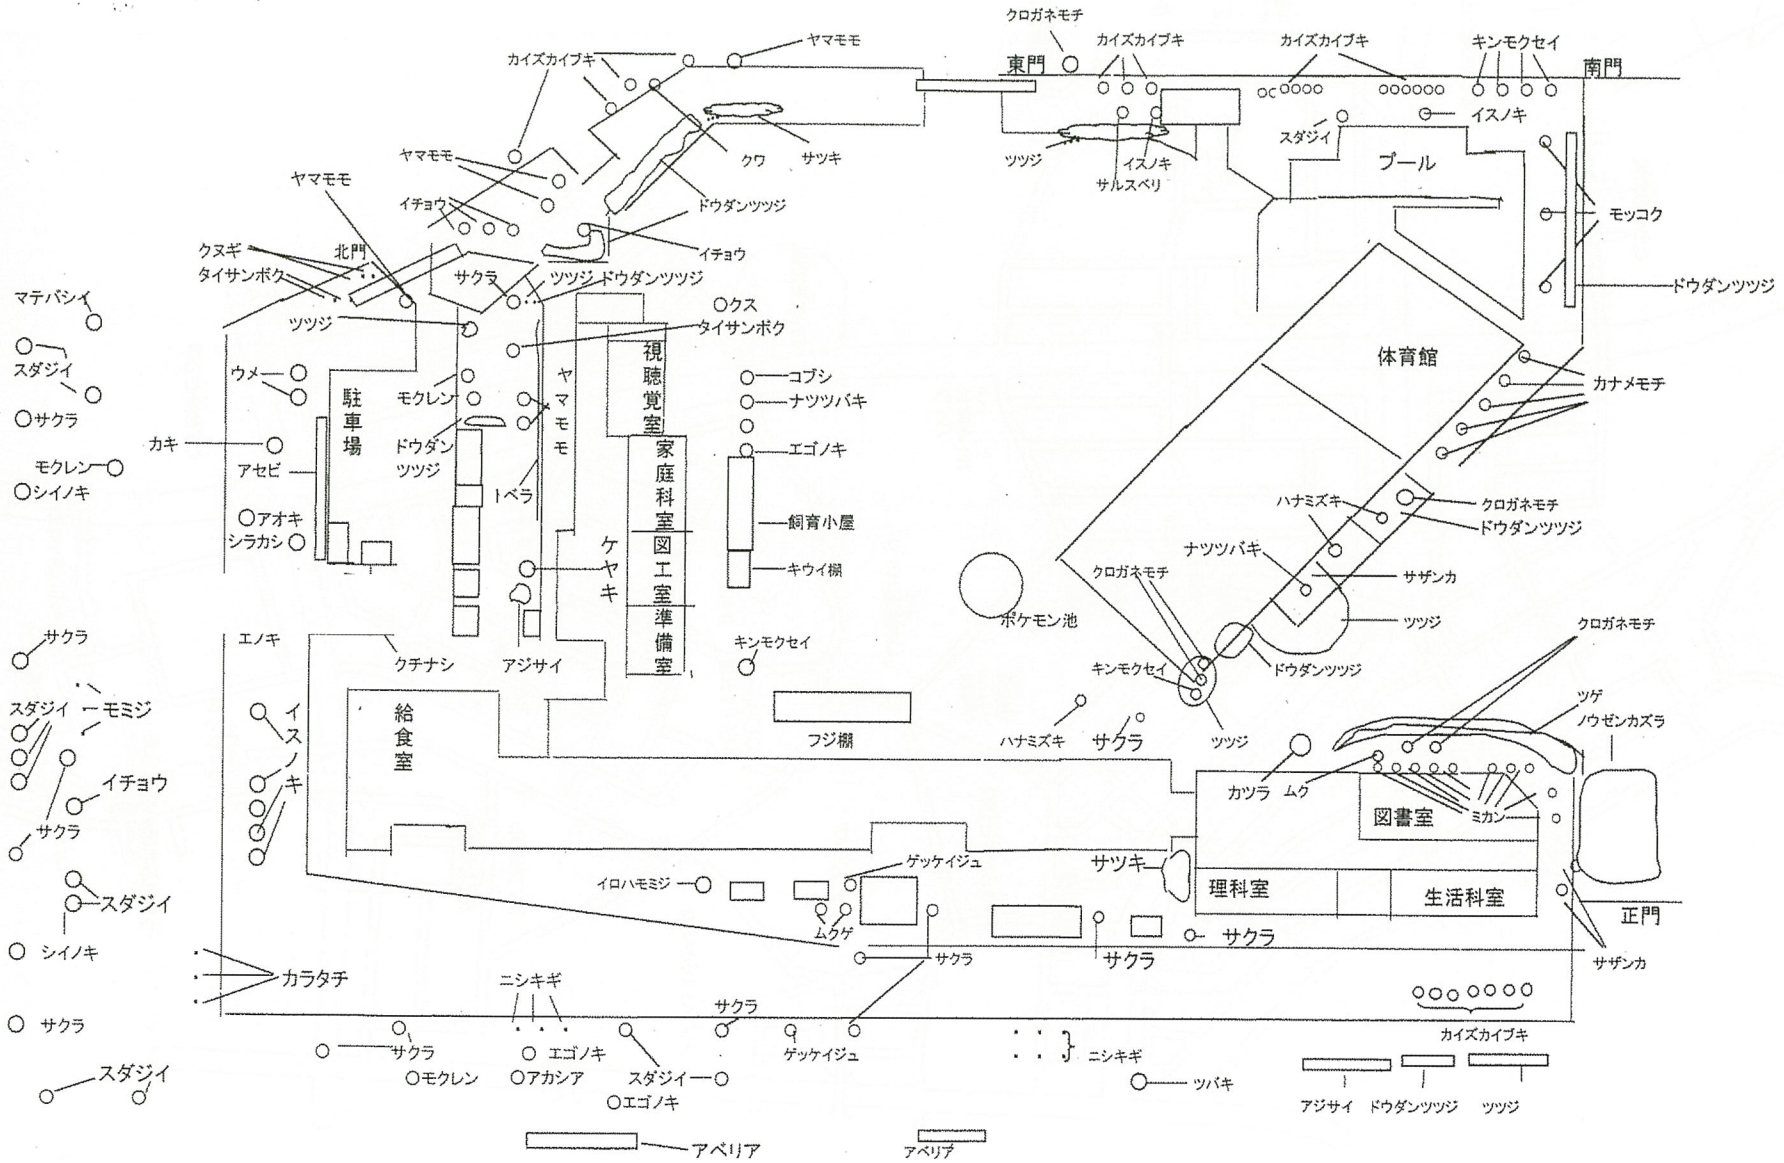 クロガネモチ
ヤマモモ
カイズカイブキ
カイズカイブキ
カイズカイブキ
キンモクセイ
東門
南門
イスノキ
スダジイ
ツツジ
イスノキ
サルスベリ
プール
クワ
サツキ
ヤマモモ
ヤマモモ
イチョウ
ドウダンツツジ
モッコク
クヌギ
北門
タイサンボク
サクラ
ツツジ
ドウダンツツジ
イチョウ
ドウダンツツジ
マテバシイ
ツツジ
クス
タイサンボク
スダジイ
ウメ
視聴覚室
コブシ
体育館
カナメモチ
モクレン
ヤマモモ
ナツツバキ
サクラ
駐車場
カキ
ドウダン
ツツジ
エゴノキ
モクレン
アセビ
家庭科室
シイノキ
トベラ
ハナミズキ
クロガネモチ
アオキ
飼育小屋
ドウダンツツジ
シラカシ
ケヤキ
図工室
ナツツバキ
キウイ棚
クロガネモチ
サザンカ
ポケモン池
ツツジ
クロガネモチ
サクラ
エノキ
準備室
キンモクセイ
クチナシ
アジサイ
キンモクセイ
ドウダンツツジ
スダジイ
モミジ
イスノキ
給食室
フジ棚
ハナミズキ
サクラ
ツツジ
ツゲ
ノウゼンカズラ
イチョウ
カツラ
ムク
図書室
ミカン
サクラ
ゲッケイジュ
サツキ
イロハモミジ
理科室
生活科室
スダジイ
ムクゲ
正門
シイノキ
サクラ
サクラ
サクラ
サザンカ
カラタチ
ニシキギ
サクラ
サクラ
カイズカイブキ
サクラ
エゴノキ
ゲッケイジュ
ニシキギ
スダジイ
モクレン
アカシア
スダジイ
ツバキ
エゴノキ
アジサイ
ドウダンツツジ
ツツジ
アベリア
アベリア